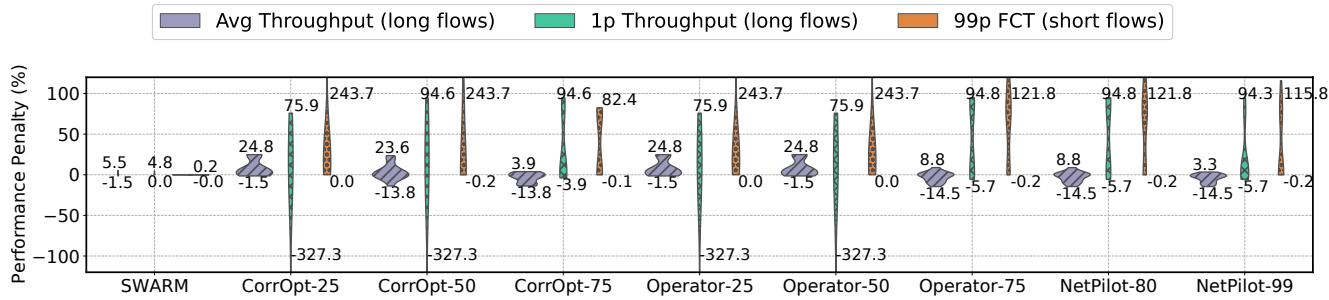 Avg Throughput (long flows) 1p Throughput (long flows) 99p FCT (short flows)
Performance Penalty (%)
100
50
0
−50
−100
5.5 4.8 0.2
-1.5 0.0 -0.0
24.8 75.9 243.7
-1.5 -327.3 0.0
23.6 94.6 243.7
-13.8 -327.3 -0.2
3.9 94.6 82.4
-13.8 -3.9 -0.1
24.8 75.9 243.7
-1.5 -327.3 0.0
24.8 75.9 243.7
-1.5 -327.3 0.0
8.8 94.8 121.8
-14.5 -5.7 -0.2
8.8 94.8 121.8
-14.5 -5.7 -0.2
3.3 94.3 115.8
-14.5 -5.7 -0.2
SWARM CorrOpt-25 CorrOpt-50 CorrOpt-75 Operator-25 Operator-50 Operator-75 NetPilot-80 NetPilot-99